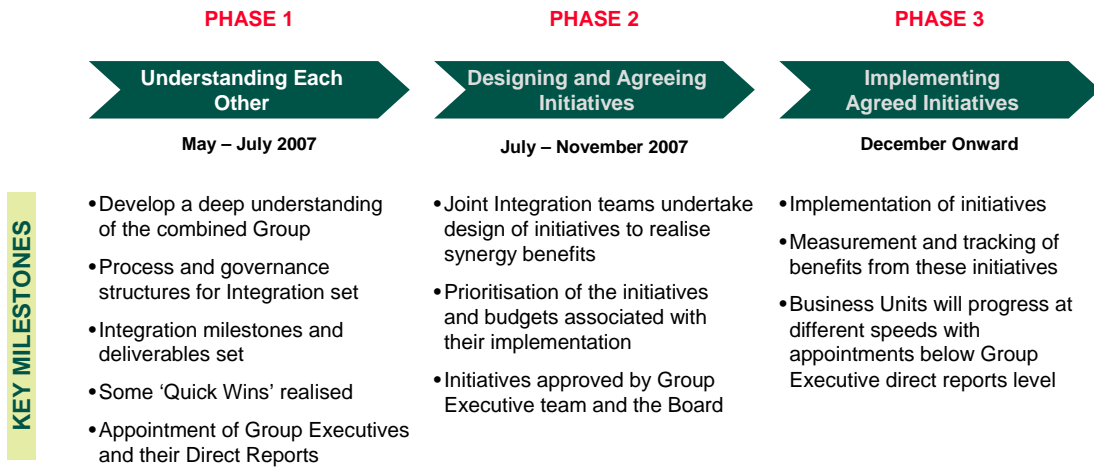 PHASE 1
Understanding Each
Other
May – July 2007
PHASE 2
Designing and Agreeing
Initiatives
July – November 2007
PHASE 3
Implementing
Agreed Initiatives
December Onward
KEY MILESTONES
•Develop a deep understanding
of the combined Group
•Process and governance
structures for Integration set
•Integration milestones and
deliverables set
•Some ‘Quick Wins’ realised
•Appointment of Group Executives
and their Direct Reports
•Joint Integration teams undertake
design of initiatives to realise
synergy benefits
•Prioritisation of the initiatives
and budgets associated with
their implementation
•Initiatives approved by Group
Executive team and the Board
•Implementation of initiatives
•Measurement and tracking of
benefits from these initiatives
•Business Units will progress at
different speeds with
appointments below Group
Executive direct reports level